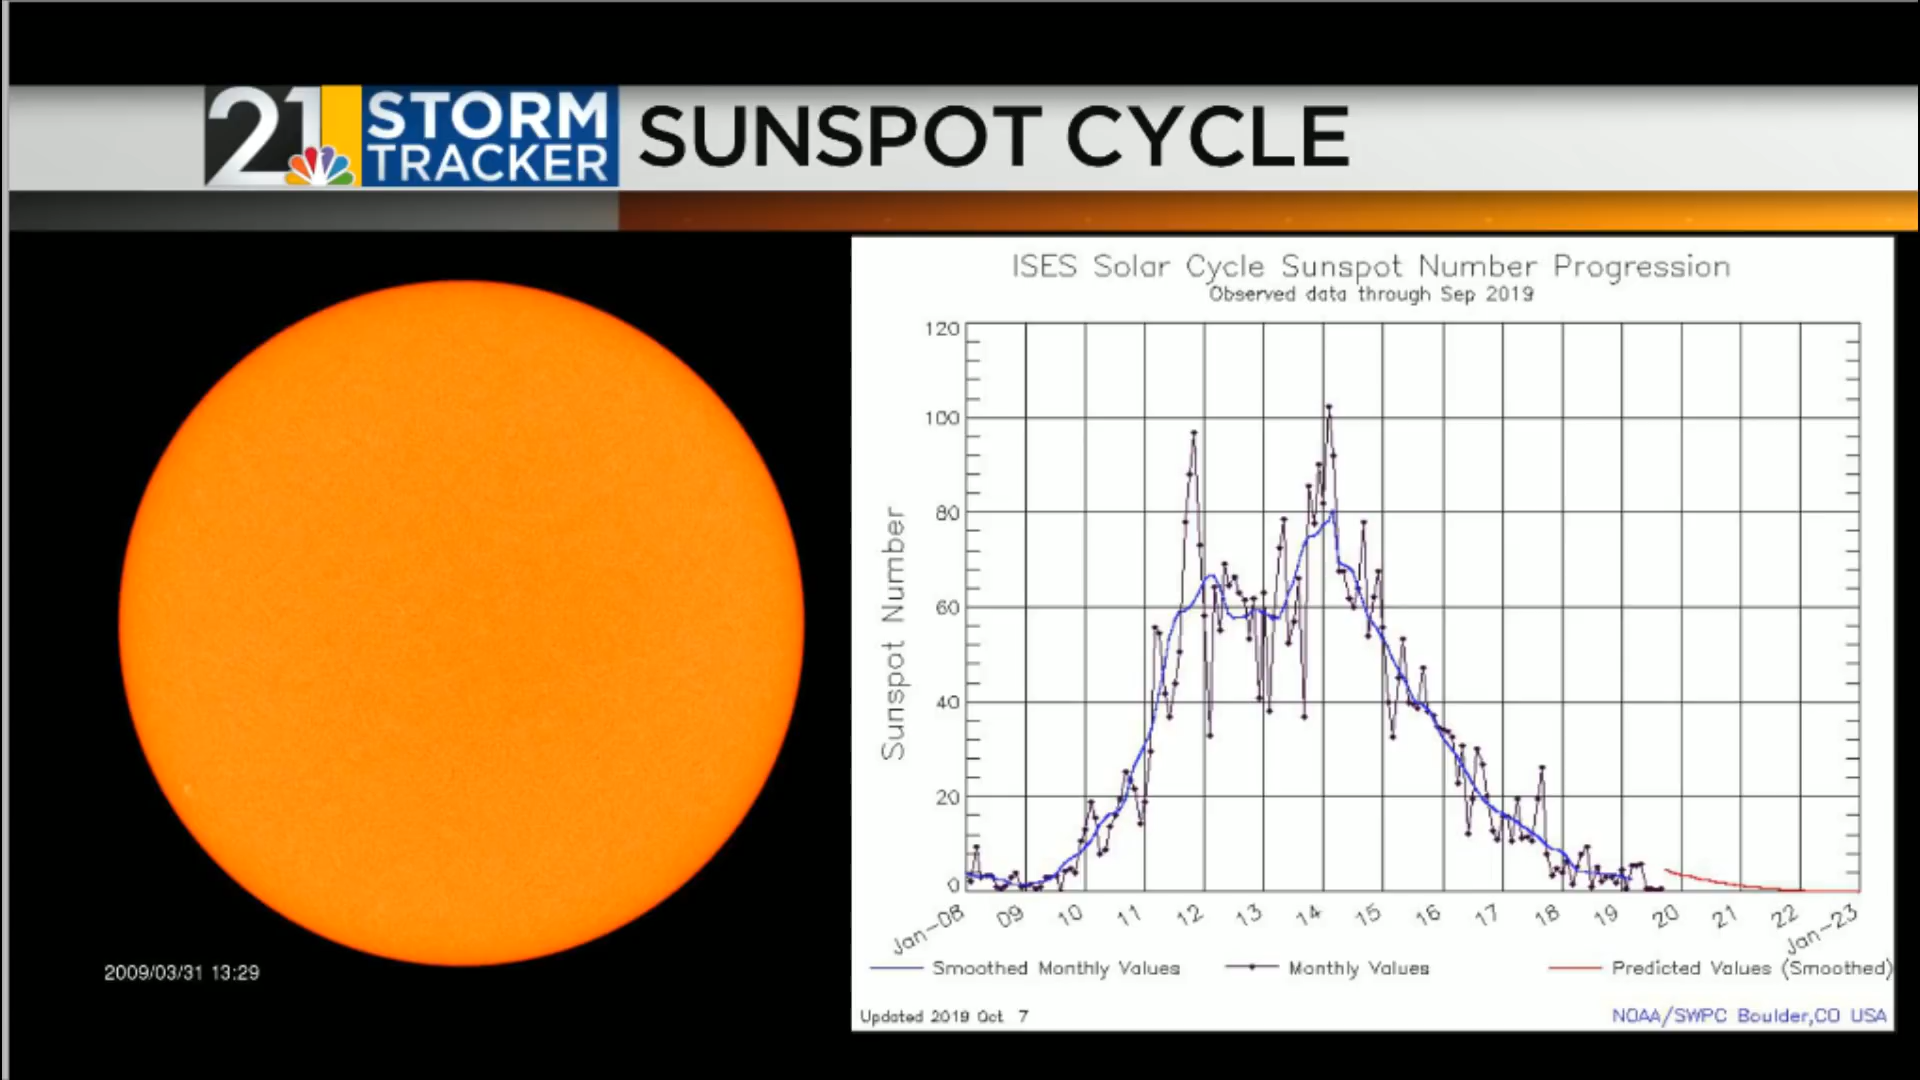 21 STORM TRACKER SUNSPOT CYCLE
ISES Solar Cycle Sunspot Number Progression
Observed data through Sep 2019
120
100
80
60
40
20
0
Sunspot Number
Jan-08 09 10 11 12 13 14 15 16 17 18 19 20 21 22 Jan-23
Smoothed Monthly Values Monthly Values Predicted Values (Smoothed)
Updated 2019 Oct 7 NOAA/SWPC Boulder,CO USA
2009/03/31 13:29